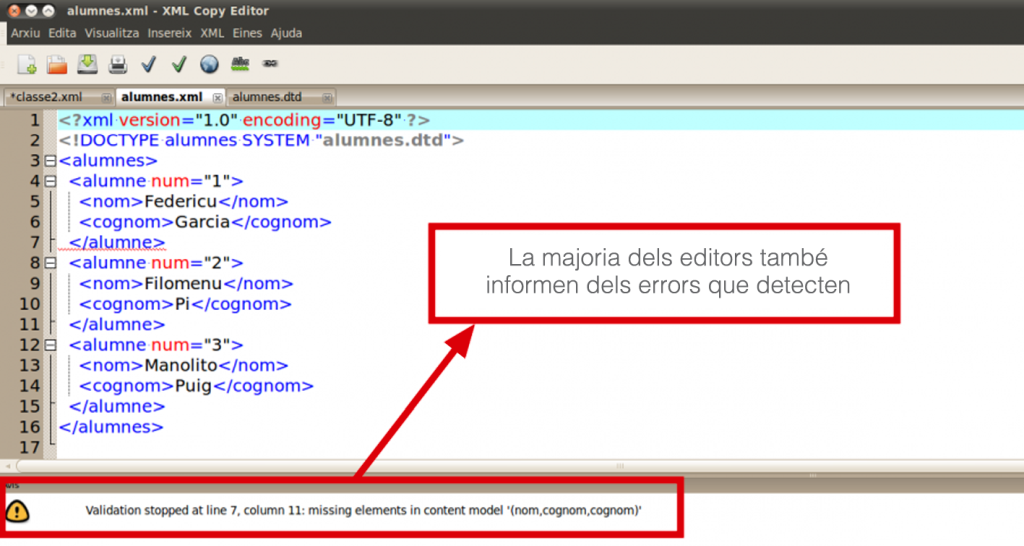 alumnes.xml - XML Copy Editor
Arxiu Edita Visualitza Insereix XML Eines Ajuda
*classe2.xml alumnes.xml alumnes.dtd
1 <?xml version="1.0" encoding="UTF-8" ?>
2 <!DOCTYPE alumnes SYSTEM "alumnes.dtd">
3 <alumnes>
4 <alumne num="1">
5 <nom>Federicu</nom>
6 <cognom>Garcia</cognom>
7 </alumne>
8 <alumne num="2">
9 <nom>Filomenu</nom>
10 <cognom>Pi</cognom>
11 </alumne>
12 <alumne num="3">
13 <nom>Manolito</nom>
14 <cognom>Puig</cognom>
15 </alumne>
16 </alumnes>
17
La majoria dels editors també
informen dels errors que detecten
Validation stopped at line 7, column 11: missing elements in content model '(nom,cognom,cognom)'